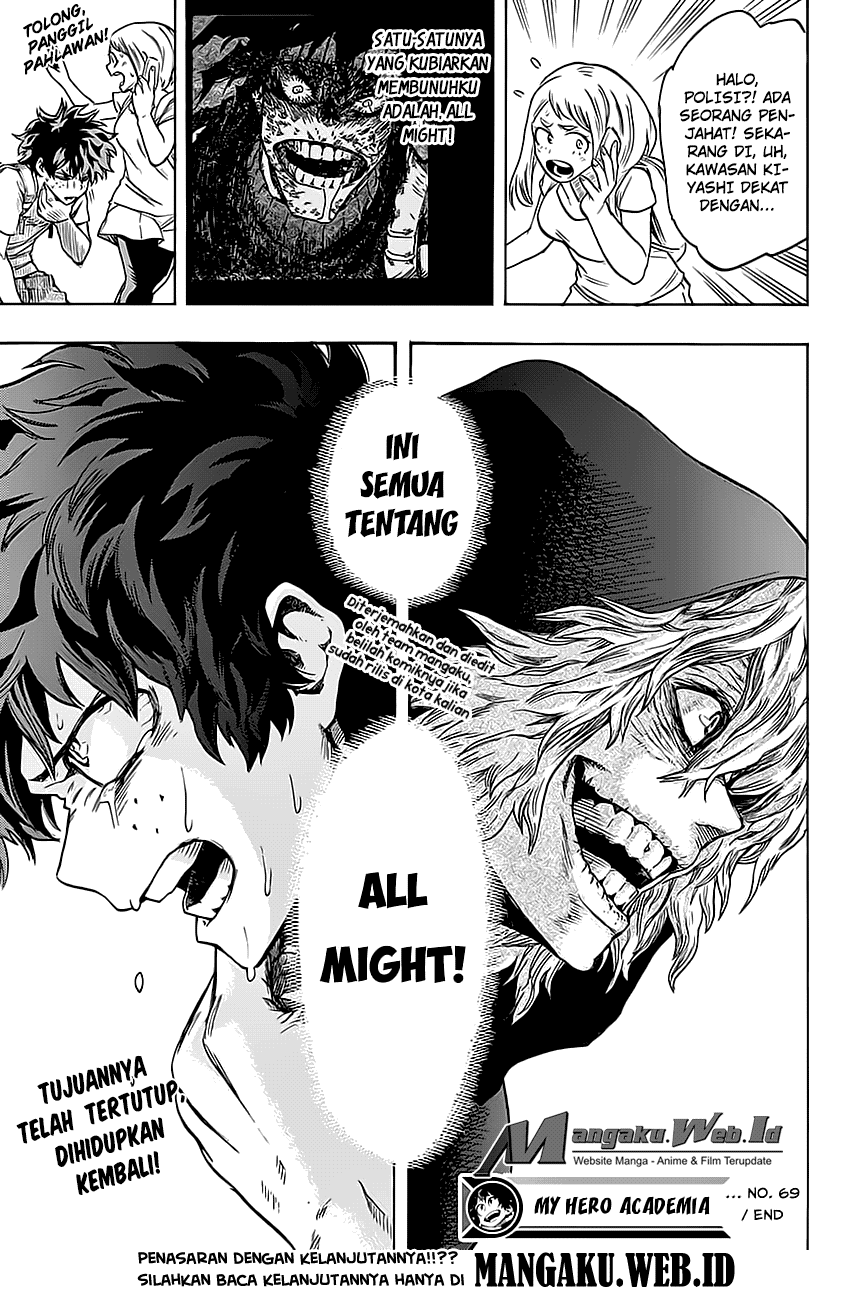 HALO,
POLISI?! ADA
SEORANG PEN-
JAHAT! SEKA-
RANG DI, UH,
KAWASAN KI-
YASHI DEKAT
DENGAN...
SATU-SATUNYA
YANG KUBIARKAN
MEMBUNUHKU
ADALAH, ALL
MIGHT!
TOLONG,
PANGGIL
PAHLAWAN!
INI
SEMUA
TENTANG
Diterjemahkan dan diedit
oleh team mangaku.
belilah komiknya jika
sudah rilis di kota kalian
ALL
MIGHT!
TUJUANNYA
TELAH TERTUTUP,
DIHIDUPKAN
KEMBALI!
Mangaku.Web.Id
Website Manga - Anime & Film Terupdate
MY HERO ACADEMIA
... NO. 69
/ END
PENASARAN DENGAN KELANJUTANNYA!!??
SILAHKAN BACA KELANJUTANNYA HANYA DI
MANGAKU.WEB.ID